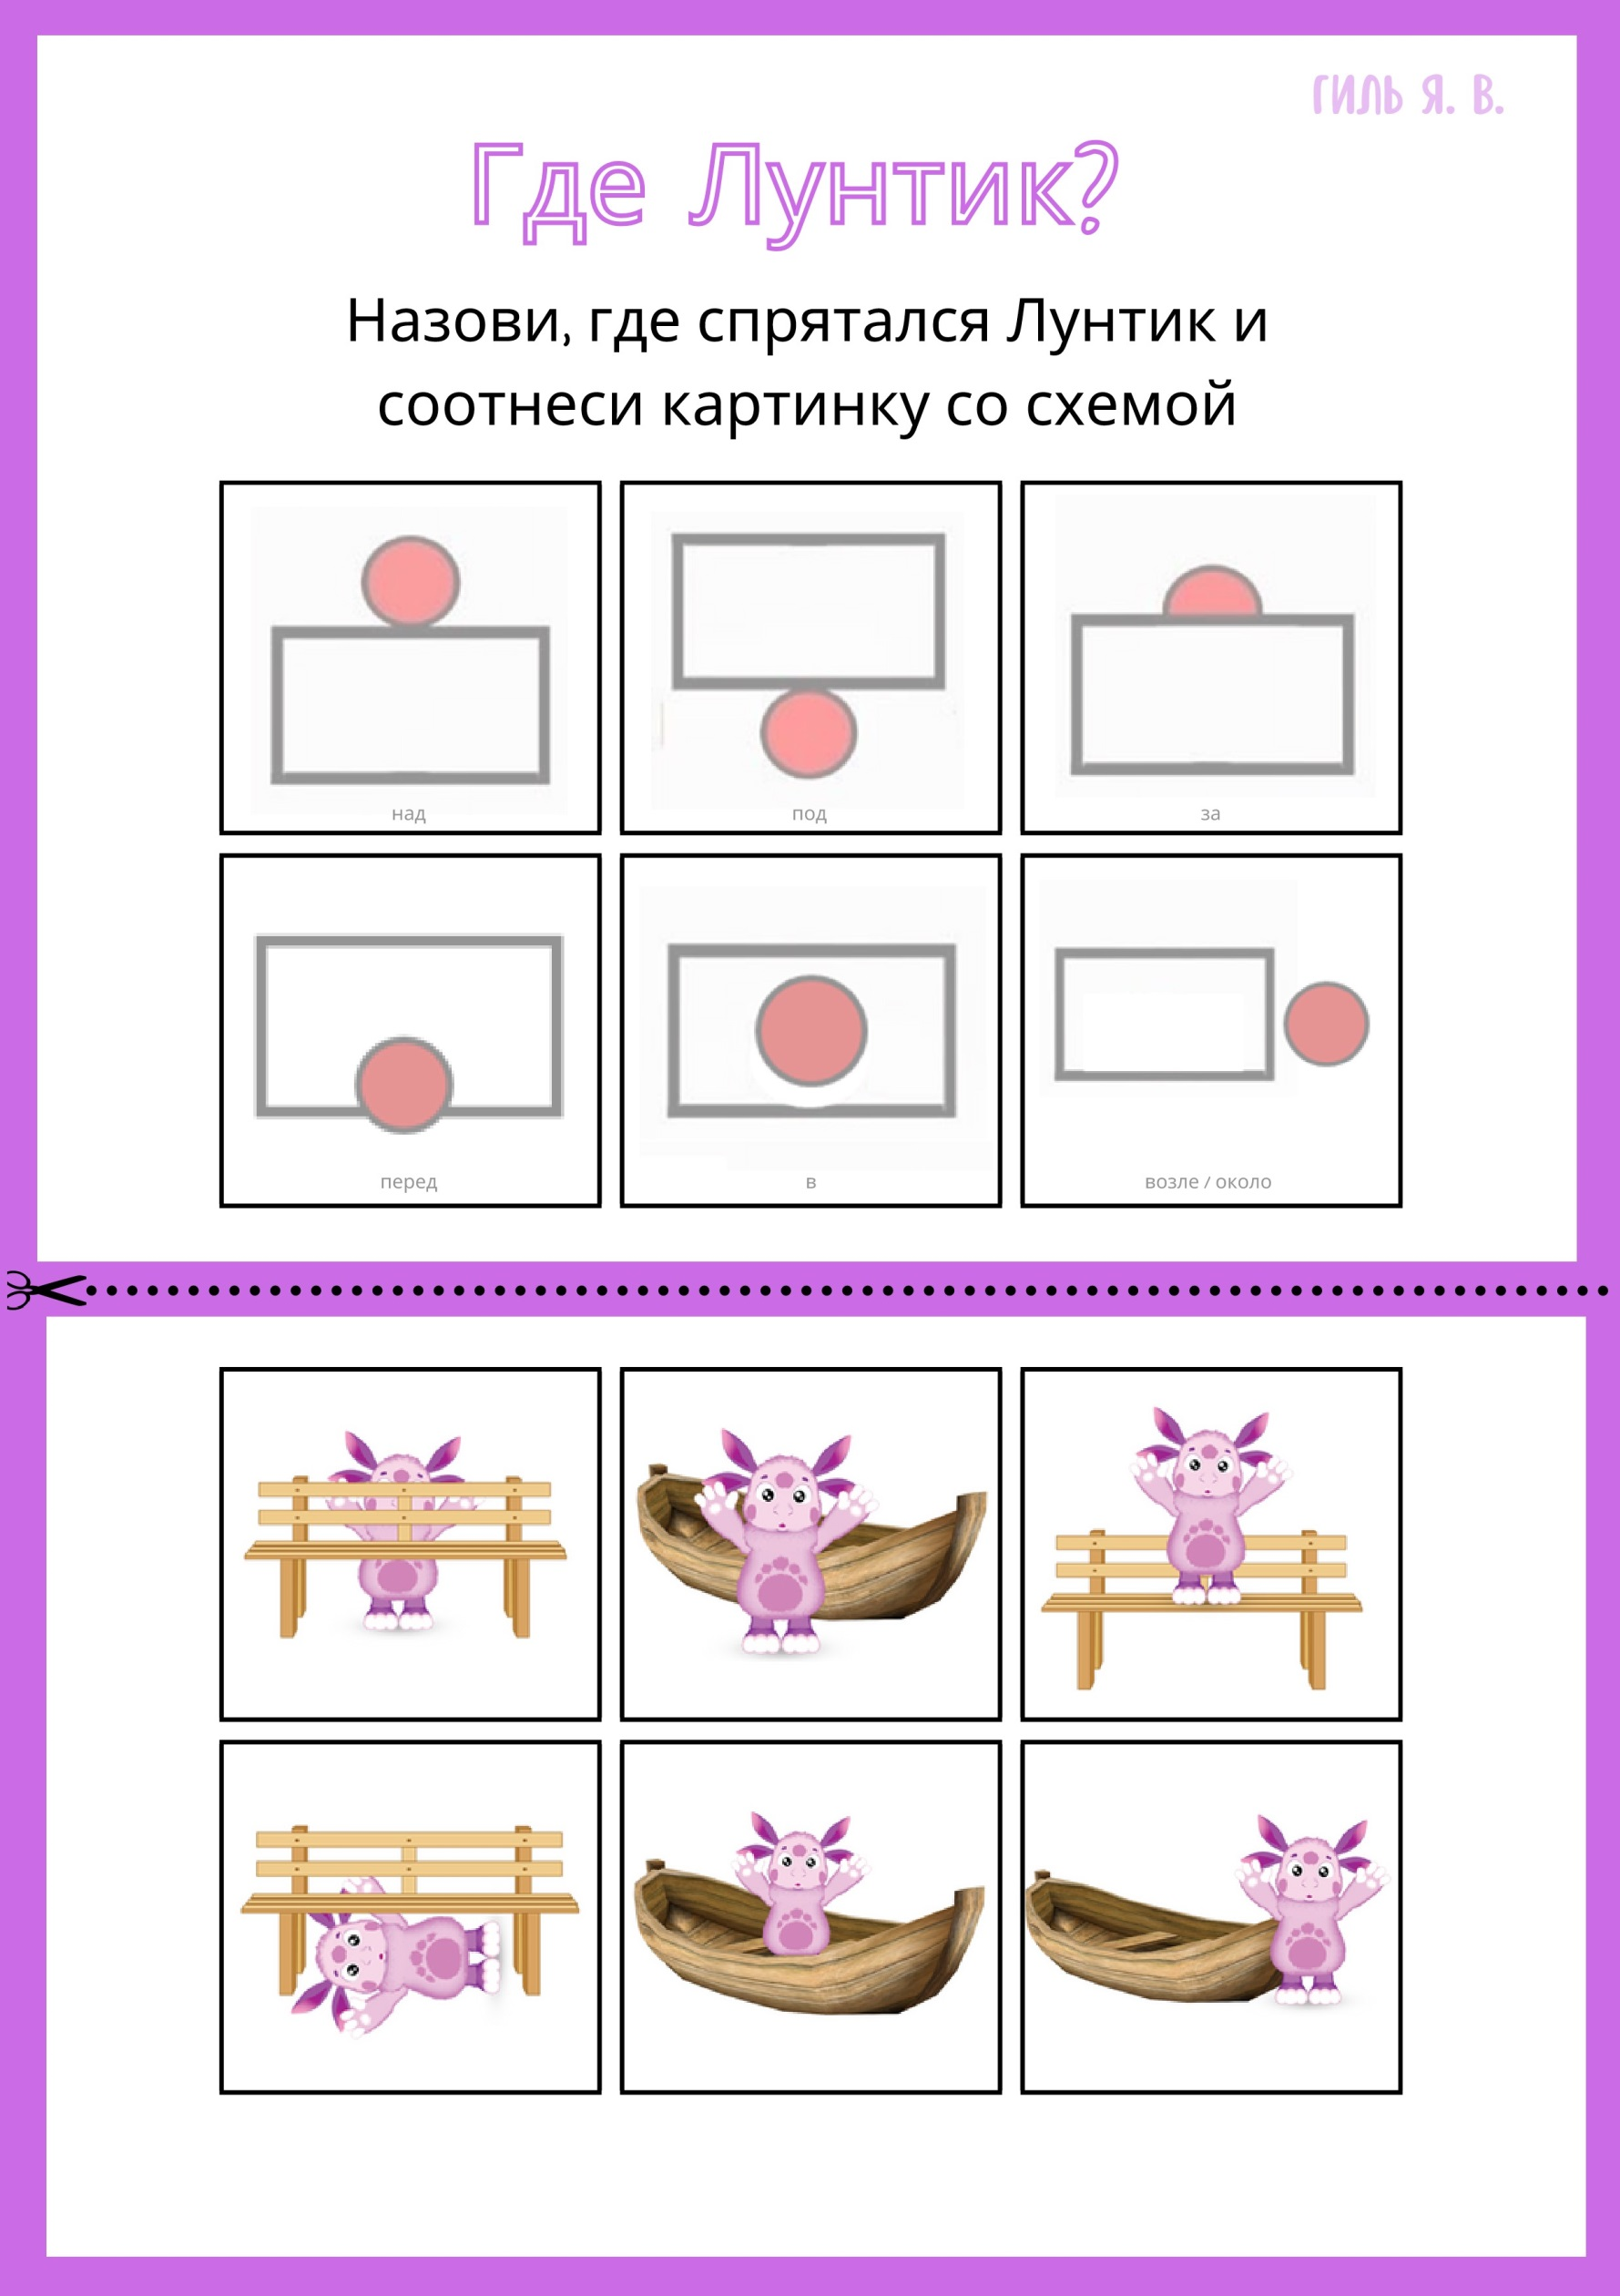 ГИЛЬ Я. В.
Где Лунтик?
Назови, где спрятался Лунтик и
соотнеси картинку со схемой
над
под
за
перед
в
возле / около